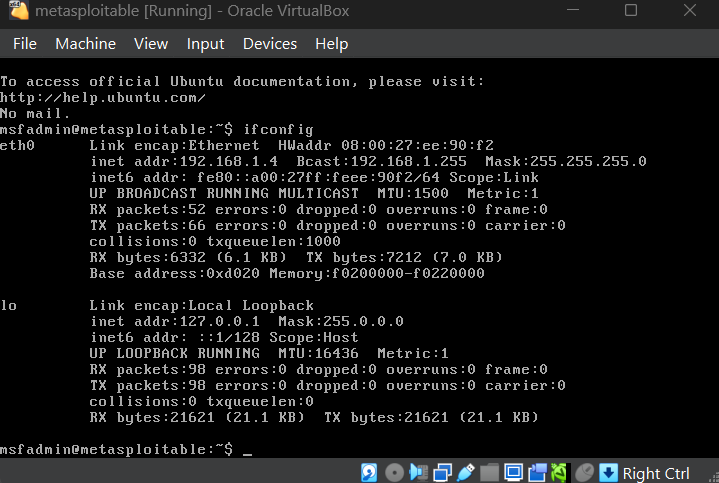 metasploitable [Running] - Oracle VirtualBox
File Machine View Input Devices Help
To access official Ubuntu documentation, please visit:
http://help.ubuntu.com/
No mail.
msfadmin@metasploitable:~$ ifconfig
eth0      Link encap:Ethernet  HWaddr 08:00:27:ee:90:f2
          inet addr:192.168.1.4  Bcast:192.168.1.255  Mask:255.255.255.0
          inet6 addr: fe80::a00:27ff:feee:90f2/64 Scope:Link
          UP BROADCAST RUNNING MULTICAST  MTU:1500  Metric:1
          RX packets:52 errors:0 dropped:0 overruns:0 frame:0
          TX packets:66 errors:0 dropped:0 overruns:0 carrier:0
          collisions:0 txqueuelen:1000
          RX bytes:6332 (6.1 KB)  TX bytes:7212 (7.0 KB)
          Base address:0xd020 Memory:f0200000-f0220000
lo        Link encap:Local Loopback
          inet addr:127.0.0.1  Mask:255.0.0.0
          inet6 addr: ::1/128 Scope:Host
          UP LOOPBACK RUNNING  MTU:16436  Metric:1
          RX packets:98 errors:0 dropped:0 overruns:0 frame:0
          TX packets:98 errors:0 dropped:0 overruns:0 carrier:0
          collisions:0 txqueuelen:0
          RX bytes:21621 (21.1 KB)  TX bytes:21621 (21.1 KB)
msfadmin@metasploitable:~$ _
Right Ctrl